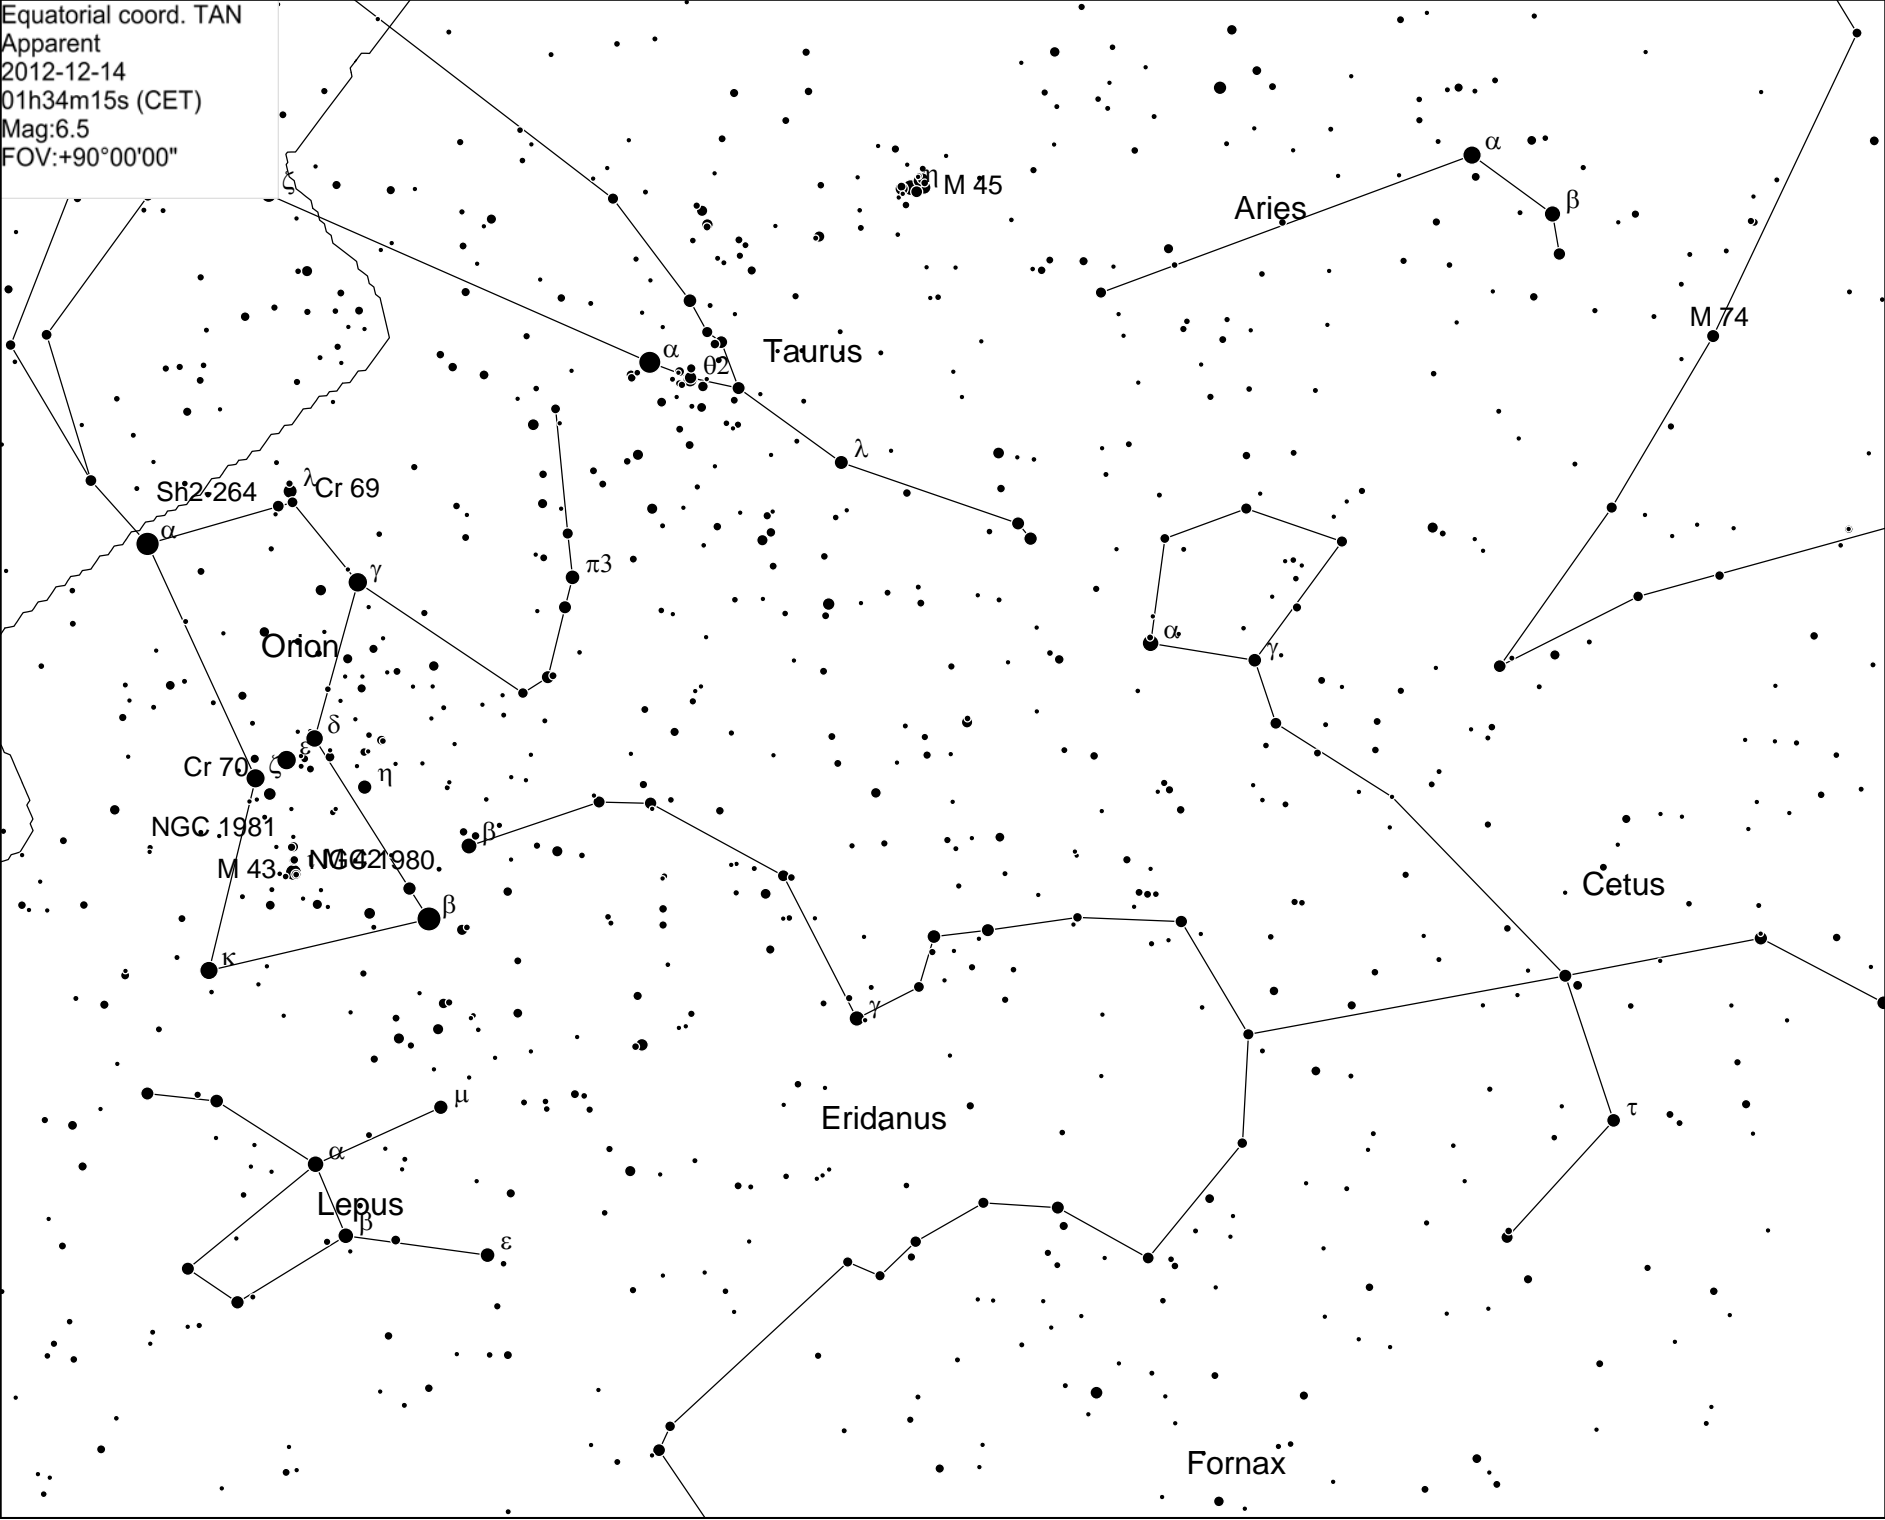 Equatorial coord. TAN
Apparent
2012-12-14
01h34m15s (CET)
Mag:6.5
FOV:+90°00'00"
ζ
η M 45
α
β
Aries
M 74
α
θ2
Taurus
λ
Sh2-264
λ Cr 69
α
γ
π3
Orion
α
γ
δ
ε
Cr 70
ζ
η
NGC 1981
β
M 43
M 42
NGC 1980
β
Cetus
κ
γ
μ
Eridanus
τ
α
Lepus
β
ε
Fornax